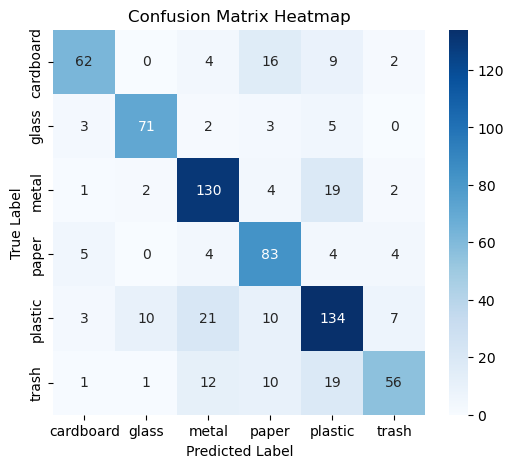 Confusion Matrix Heatmap
True Label
cardboard 62 0 4 16 9 2
glass 3 71 2 3 5 0
metal 1 2 130 4 19 2
paper 5 0 4 83 4 4
plastic 3 10 21 10 134 7
trash 1 1 12 10 19 56
cardboard glass metal paper plastic trash
Predicted Label
120
100
80
60
40
20
0